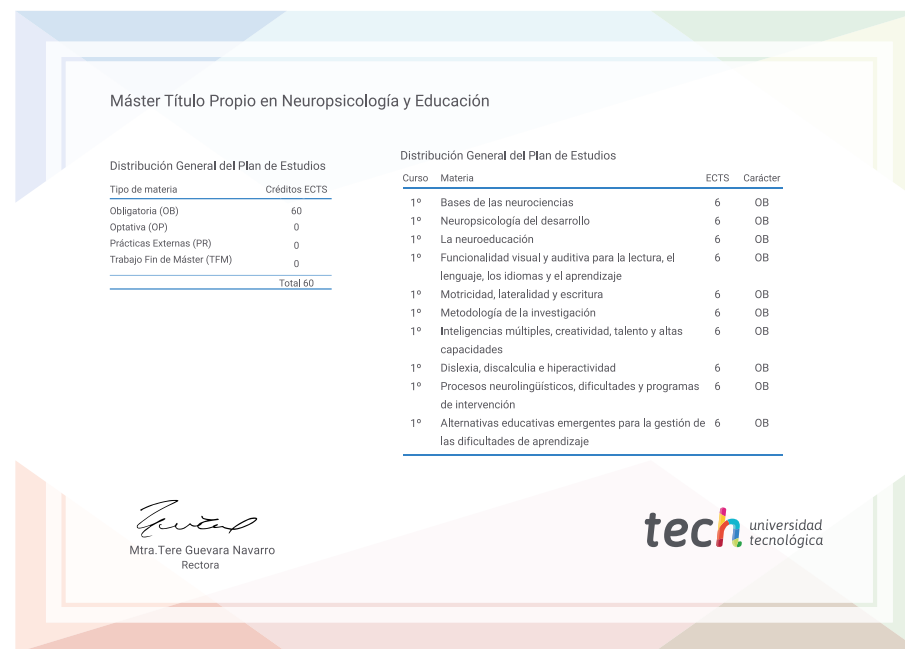 Máster Título Propio en Neuropsicología y Educación
Distribución General del Plan de Estudios
Tipo de materia Créditos ECTS
Obligatoria (OB) 60
Optativa (OP) 0
Prácticas Externas (PR) 0
Trabajo Fin de Máster (TFM) 0
Total 60
Distribución General del Plan de Estudios
Curso Materia ECTS Carácter
1º Bases de las neurociencias 6 OB
1º Neuropsicología del desarrollo 6 OB
1º La neuroeducación 6 OB
1º Funcionalidad visual y auditiva para la lectura, el 6 OB
lenguaje, los idiomas y el aprendizaje
1º Motricidad, lateralidad y escritura 6 OB
1º Metodología de la investigación 6 OB
1º Inteligencias múltiples, creatividad, talento y altas 6 OB
capacidades
1º Dislexia, discalculia e hiperactividad 6 OB
1º Procesos neurolingüísticos, dificultades y programas 6 OB
de intervención
1º Alternativas educativas emergentes para la gestión de 6 OB
las dificultades de aprendizaje
Mtra.Tere Guevara Navarro
Rectora
tech universidad
tecnológica